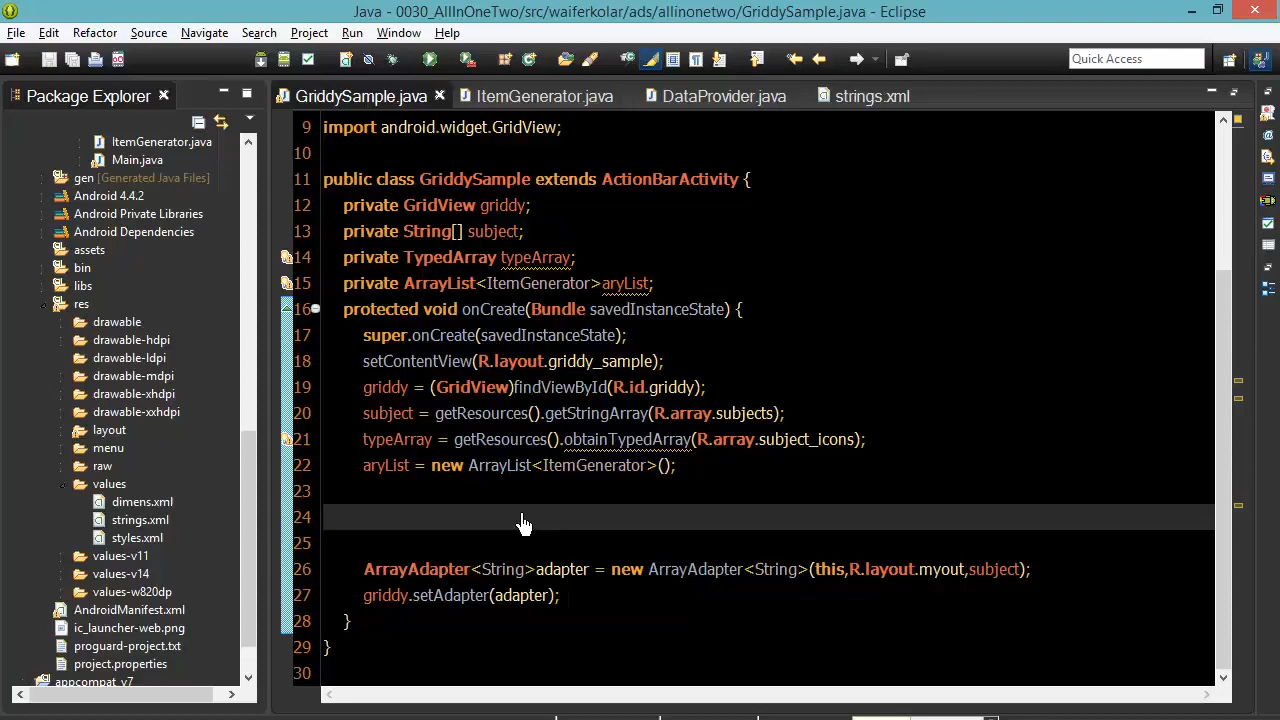 Java - 0030_AllInOneTwo/src/waiferkolar/ads/allinonetwo/GriddySample.java - Eclipse
File Edit Refactor Source Navigate Search Project Run Window Help
Quick Access
Package Explorer
GriddySample.java ItemGenerator.java DataProvider.java strings.xml
ItemGenerator.java
Main.java
gen [Generated Java Files]
Android 4.4.2
Android Private Libraries
Android Dependencies
assets
bin
libs
res
drawable
drawable-hdpi
drawable-ldpi
drawable-mdpi
drawable-xhdpi
drawable-xxhdpi
layout
menu
raw
values
dimens.xml
strings.xml
styles.xml
values-v11
values-v14
values-w820dp
AndroidManifest.xml
ic_launcher-web.png
proguard-project.txt
project.properties
appcompat_v7
9 import android.widget.GridView;
10
11 public class GriddySample extends ActionBarActivity {
12 private GridView griddy;
13 private String[] subject;
14 private TypedArray typeArray;
15 private ArrayList<ItemGenerator>aryList;
16 protected void onCreate(Bundle savedInstanceState) {
17 super.onCreate(savedInstanceState);
18 setContentView(R.layout.griddy_sample);
19 griddy = (GridView)findViewById(R.id.griddy);
20 subject = getResources().getStringArray(R.array.subjects);
21 typeArray = getResources().obtainTypedArray(R.array.subject_icons);
22 aryList = new ArrayList<ItemGenerator>();
23
24
25
26 ArrayAdapter<String>adapter = new ArrayAdapter<String>(this,R.layout.myout,subject);
27 griddy.setAdapter(adapter);
28 }
29 }
30